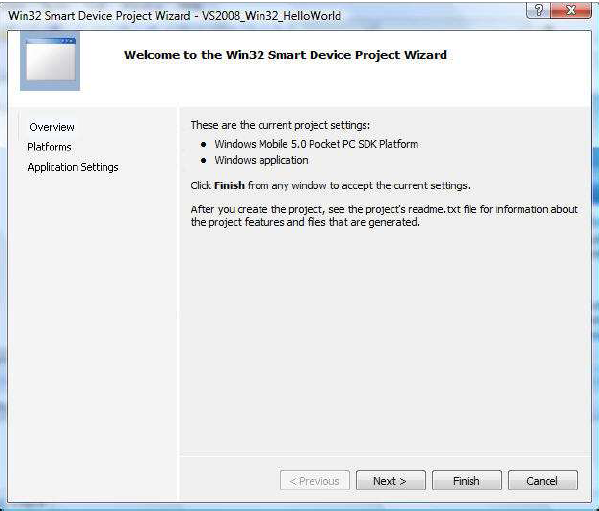 Win32 Smart Device Project Wizard - VS2008_Win32_HelloWorld
Welcome to the Win32 Smart Device Project Wizard
Overview
Platforms
Application Settings
These are the current project settings:
• Windows Mobile 5.0 Pocket PC SDK Platform
• Windows application
Click Finish from any window to accept the current settings.
After you create the project, see the project's readme.txt file for information about
the project features and files that are generated.
< Previous
Next >
Finish
Cancel